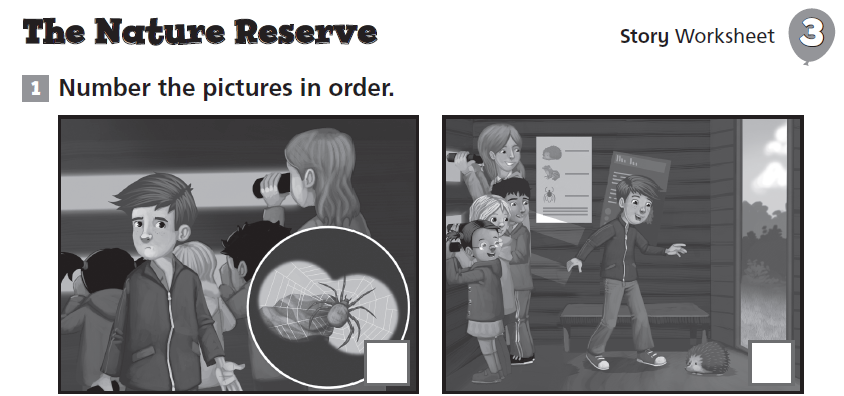 The Nature Reserve
Story Worksheet 3
1 Number the pictures in order.